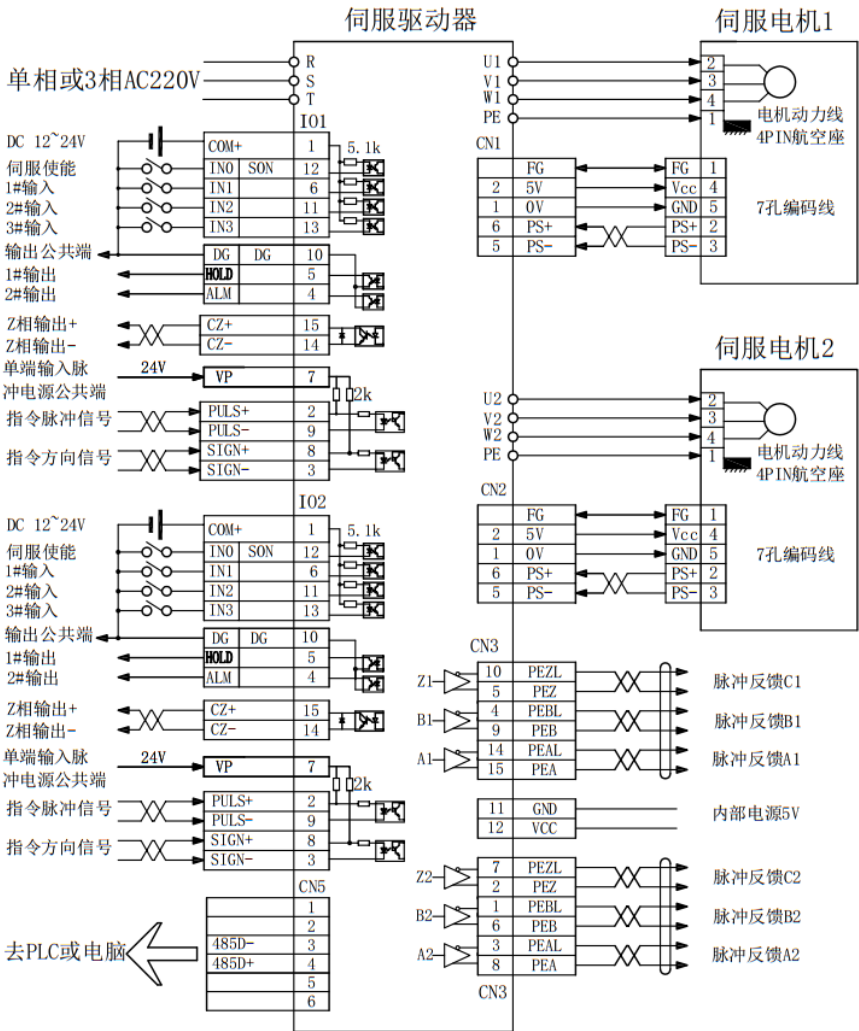 伺服驱动器
伺服电机1
单相或3相AC220V
R
S
T
U1
V1
W1
PE
2
3
4
1
电机动力线
4PIN航空座
IO1
DC 12~24V
COM+ 1 5.1k
伺服使能 IN0 SON 12
1#输入 IN1 6
2#输入 IN2 11
3#输入 IN3 13
输出公共端 DG DG 10
1#输出 HOLD 5
2#输出 ALM 4
Z相输出+ CZ+ 15
Z相输出- CZ- 14
单端输入脉 24V VP 7
冲电源公共端 2k
指令脉冲信号 PULS+ 2
PULS- 9
指令方向信号 SIGN+ 8
SIGN- 3
CN1
FG FG 1
2 5V Vcc 4
1 0V GND 5
6 PS+ PS+ 2
5 PS- PS- 3
7孔编码线
伺服电机2
U2
V2
W2
PE
2
3
4
1
电机动力线
4PIN航空座
CN2
FG FG 1
2 5V Vcc 4
1 0V GND 5
6 PS+ PS+ 2
5 PS- PS- 3
7孔编码线
IO2
DC 12~24V
COM+ 1 5.1k
伺服使能 IN0 SON 12
1#输入 IN1 6
2#输入 IN2 11
3#输入 IN3 13
输出公共端 DG DG 10
1#输出 HOLD 5
2#输出 ALM 4
Z相输出+ CZ+ 15
Z相输出- CZ- 14
单端输入脉 24V VP 7
冲电源公共端 2k
指令脉冲信号 PULS+ 2
PULS- 9
指令方向信号 SIGN+ 8
SIGN- 3
CN5
1
2
485D- 3
485D+ 4
5
6
去PLC或电脑
CN3
Z1 10 PEZL 脉冲反馈C1
5 PEZ
B1 4 PEBL 脉冲反馈B1
9 PEB
A1 14 PEAL 脉冲反馈A1
15 PEA
11 GND 内部电源5V
12 VCC
Z2 7 PEZL 脉冲反馈C2
2 PEZ
B2 1 PEBL 脉冲反馈B2
6 PEB
A2 3 PEAL 脉冲反馈A2
8 PEA
CN3